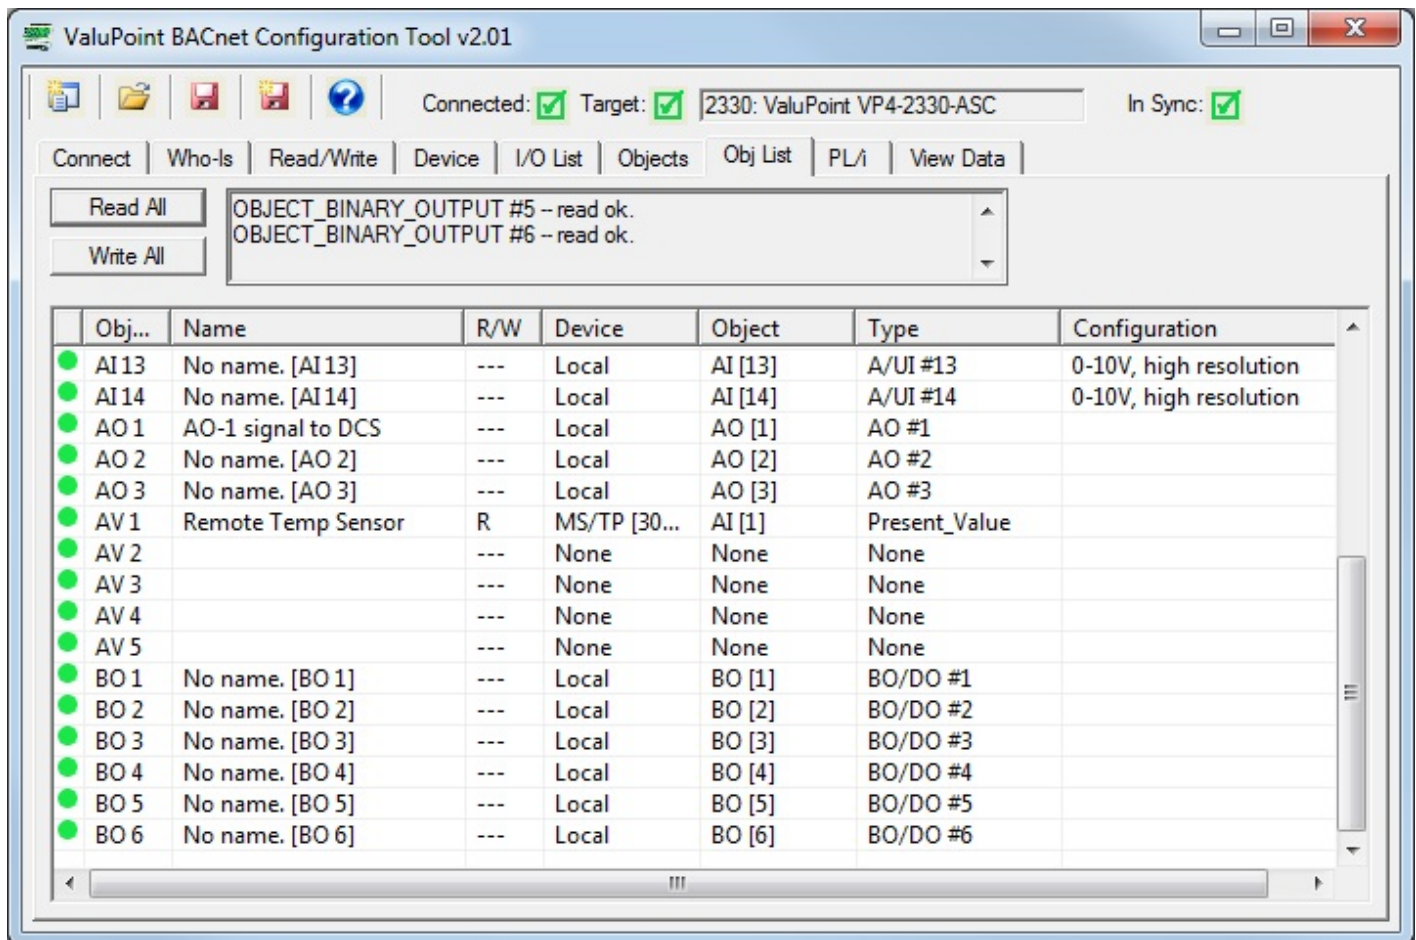 ValuPoint BACnet Configuration Tool v2.01
Connected: Target: 2330: ValuPoint VP4-2330-ASC In Sync:
Connect Who-Is Read/Write Device I/O List Objects Obj List PL/i View Data
Read All
OBJECT_BINARY_OUTPUT #5 -- read ok.
OBJECT_BINARY_OUTPUT #6 -- read ok.
Write All
Obj... Name R/W Device Object Type Configuration
AI 13 No name. [AI 13] --- Local AI [13] A/UI #13 0-10V, high resolution
AI 14 No name. [AI 14] --- Local AI [14] A/UI #14 0-10V, high resolution
AO 1 AO-1 signal to DCS --- Local AO [1] AO #1
AO 2 No name. [AO 2] --- Local AO [2] AO #2
AO 3 No name. [AO 3] --- Local AO [3] AO #3
AV 1 Remote Temp Sensor R MS/TP [30... AI [1] Present_Value
AV 2 --- None None None
AV 3 --- None None None
AV 4 --- None None None
AV 5 --- None None None
BO 1 No name. [BO 1] --- Local BO [1] BO/DO #1
BO 2 No name. [BO 2] --- Local BO [2] BO/DO #2
BO 3 No name. [BO 3] --- Local BO [3] BO/DO #3
BO 4 No name. [BO 4] --- Local BO [4] BO/DO #4
BO 5 No name. [BO 5] --- Local BO [5] BO/DO #5
BO 6 No name. [BO 6] --- Local BO [6] BO/DO #6